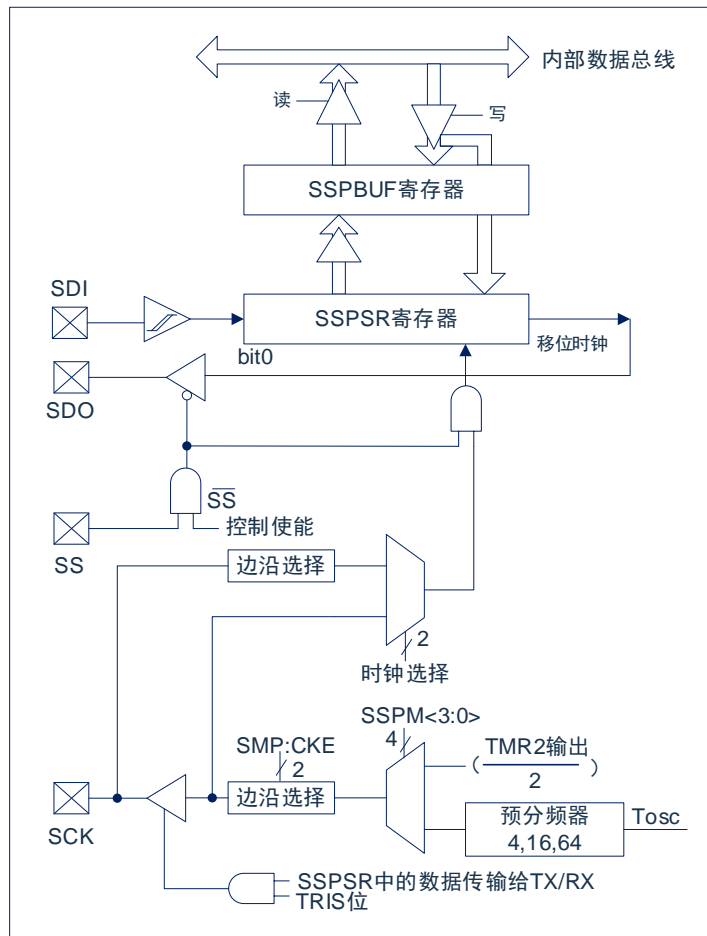 内部数据总线
读
写
SSPBUF寄存器
SDI
SSPSR寄存器
bit0
移位时钟
SDO
SS
控制使能
SS
边沿选择
2
时钟选择
SSPM<3:0>
4
SMP:CKE
2
边沿选择
(TMR2输出
2)
预分频器
4,16,64
Tosc
SCK
SSPSR中的数据传输给TX/RX
TRIS位